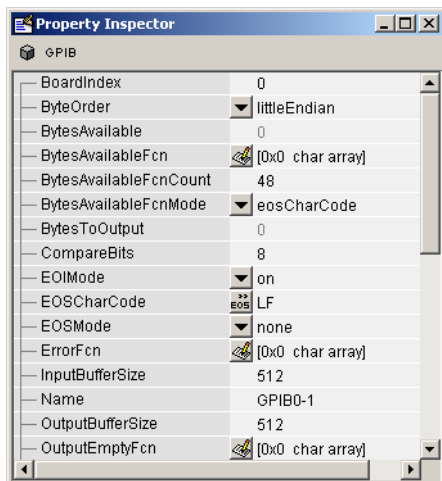 Property Inspector
GPIB
BoardIndex 0
ByteOrder littleEndian
BytesAvailable 0
BytesAvailableFcn [0x0 char array]
BytesAvailableFcnCount 48
BytesAvailableFcnMode eosCharCode
BytesToOutput 0
CompareBits 8
EOIMode on
EOSCharCode EOS LF
EOSMode none
ErrorFcn [0x0 char array]
InputBufferSize 512
Name GPIB0-1
OutputBufferSize 512
OutputEmptyFcn [0x0 char array]